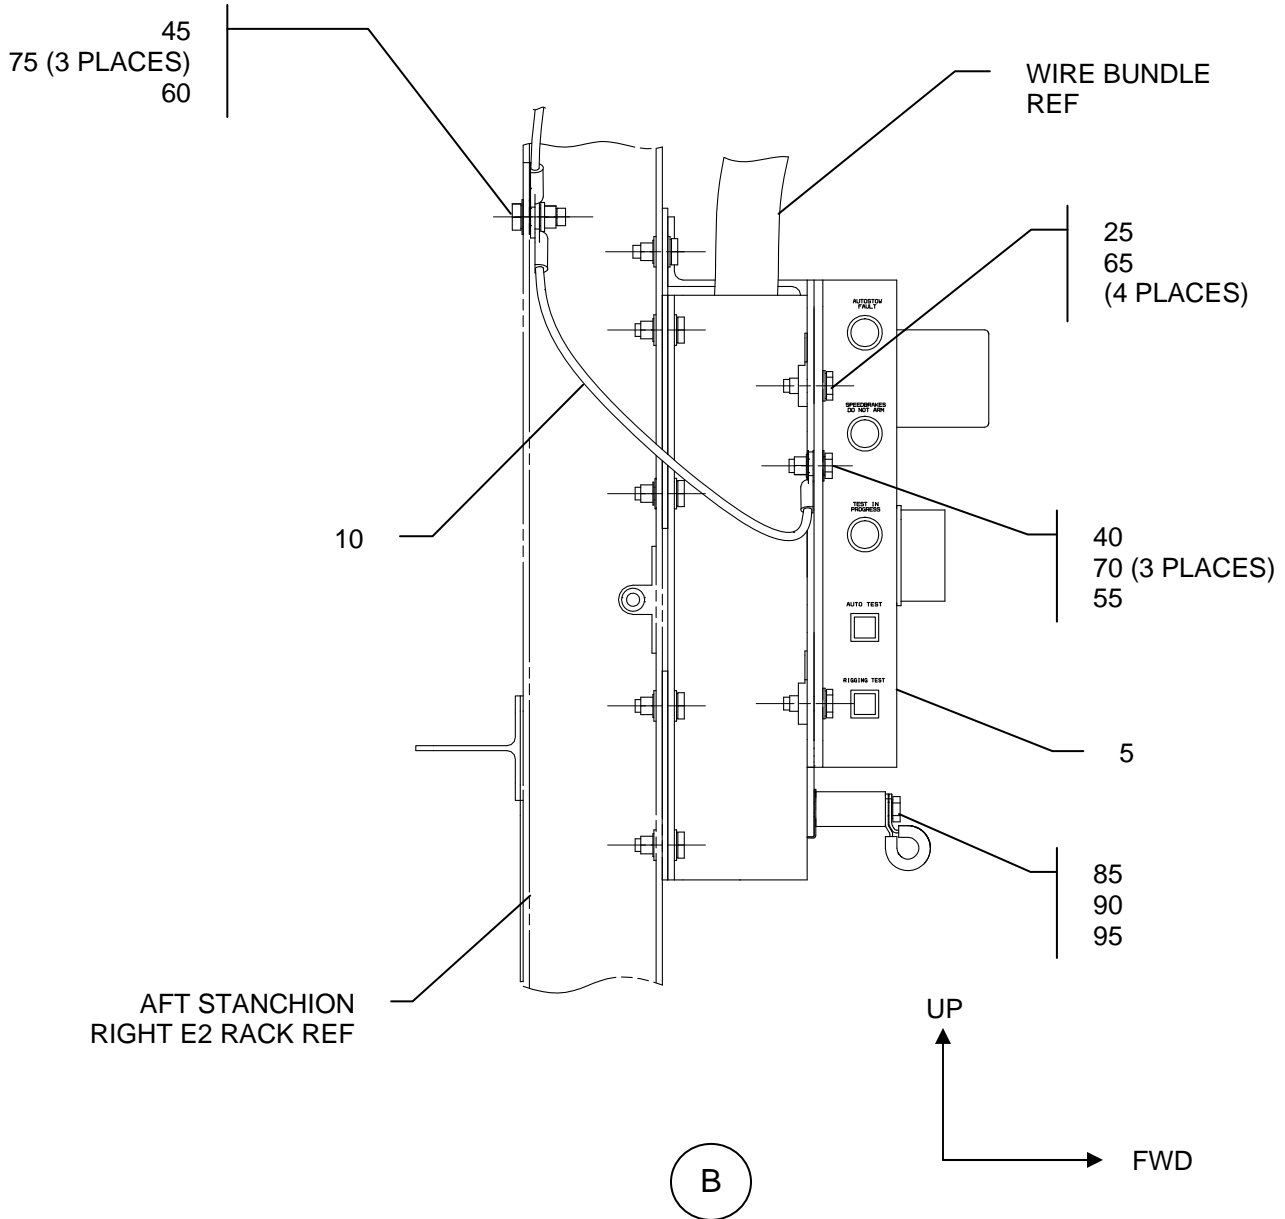 45
75 (3 PLACES)
60
WIRE BUNDLE
REF
25
65
(4 PLACES)
AUTOSTOW
FAULT
SPEEDBRAKES
DO NOT ARM
TEST IN
PROGRESS
10
40
70 (3 PLACES)
55
AUTO TEST
RIGGING TEST
5
85
90
95
AFT STANCHION
RIGHT E2 RACK REF
UP
FWD
B